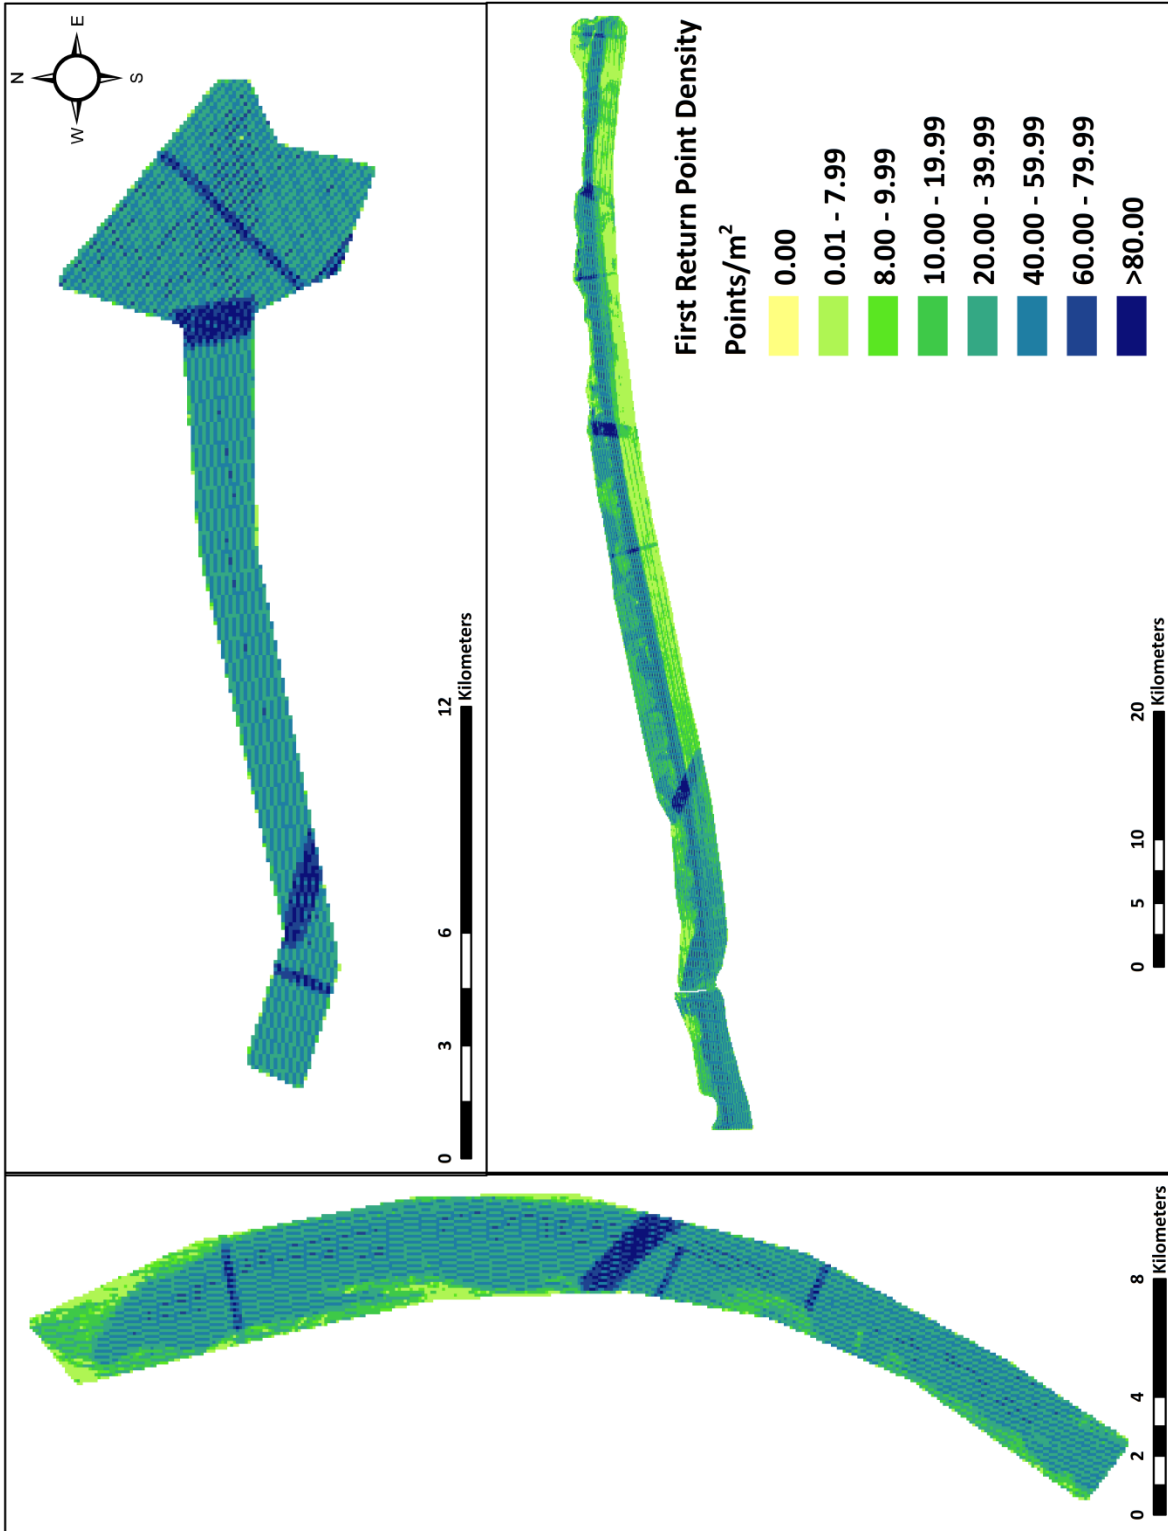 N
W
E
S
0
3
6
12
Kilometers
First Return Point Density
Points/m²
0.00
0.01 - 7.99
8.00 - 9.99
10.00 - 19.99
20.00 - 39.99
40.00 - 59.99
60.00 - 79.99
>80.00
0
5
10
20
Kilometers
0
2
4
8
Kilometers